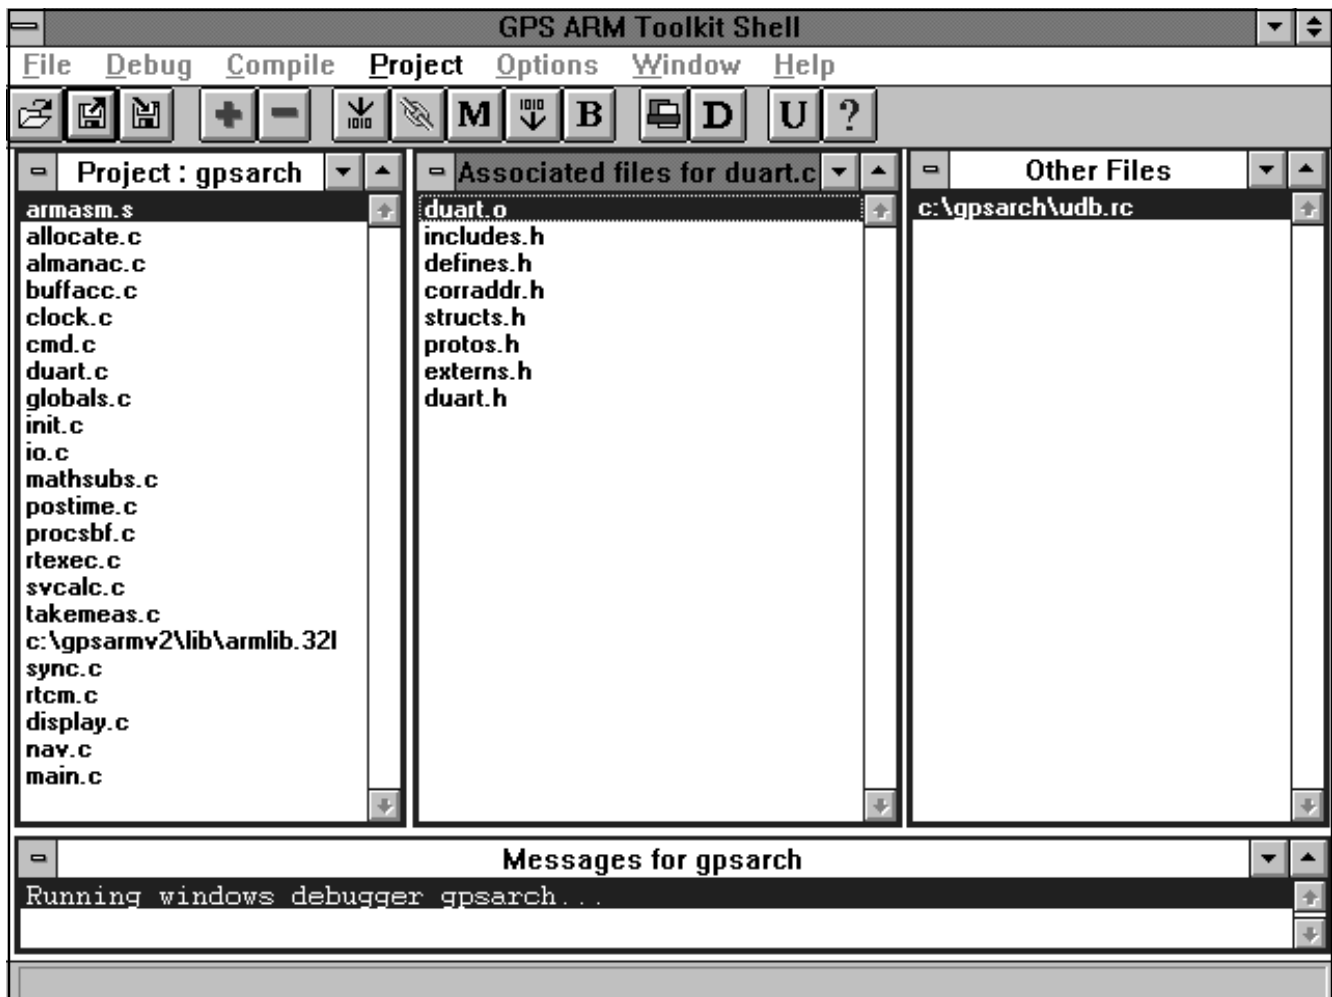 GPS ARM Toolkit Shell
File Debug Compile Project Options Window Help
1010 M 1010 B D U ?
Project : gpsarch
armasm.s
allocate.c
almanac.c
buffacc.c
clock.c
cmd.c
duart.c
globals.c
init.c
io.c
mathsubs.c
postime.c
procsbf.c
rtexec.c
svcalc.c
takemeas.c
c:\gpsarmv2\lib\armlib.32l
sync.c
rtcm.c
display.c
nav.c
main.c
Associated files for duart.c
duart.o
includes.h
defines.h
corraddr.h
structs.h
protos.h
externs.h
duart.h
Other Files
c:\gpsarch\udb.rc
Messages for gpsarch
Running windows debugger gpsarch...